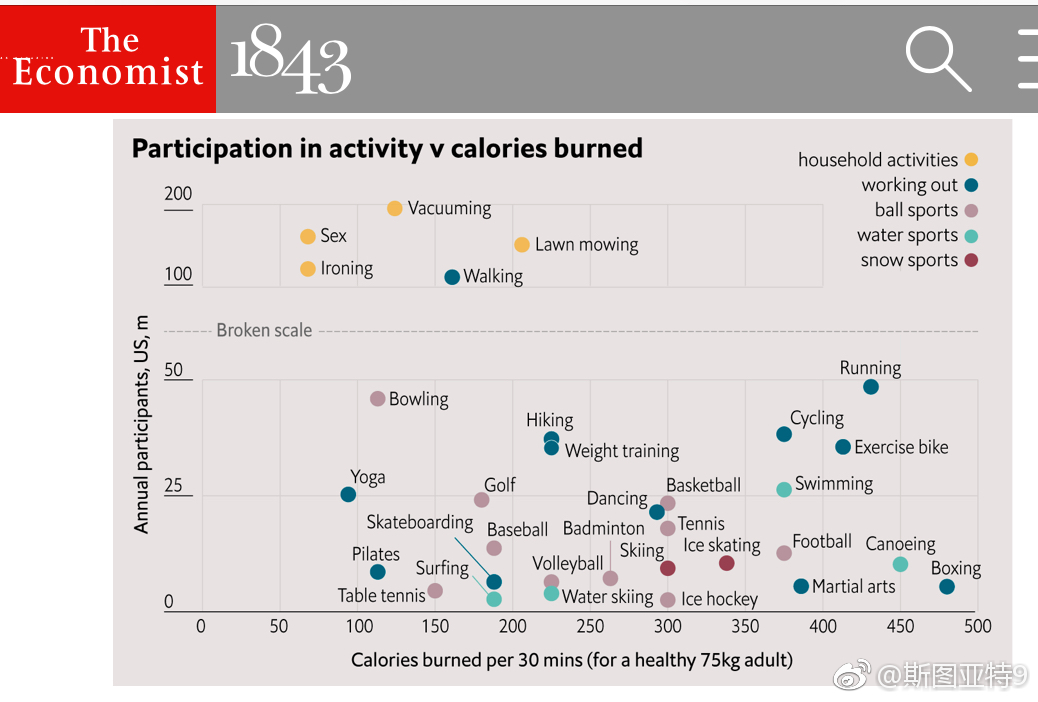 The
Economist
1843
Participation in activity v calories burned
household activities
working out
ball sports
water sports
snow sports
200
Vacuuming
Sex
Lawn mowing
Ironing
100
Walking
Broken scale
Annual participants, US, m
50
Running
Bowling
Cycling
Hiking
Exercise bike
Weight training
Yoga
Golf
Basketball
Swimming
25
Dancing
Skateboarding
Baseball
Badminton
Tennis
Pilates
Surfing
Volleyball
Skiing
Ice skating
Football
Canoeing
Boxing
Table tennis
Water skiing
Ice hockey
Martial arts
0
0 50 100 150 200 250 300 350 400 450 500
Calories burned per 30 mins (for a healthy 75kg adult)
@斯图亚特9